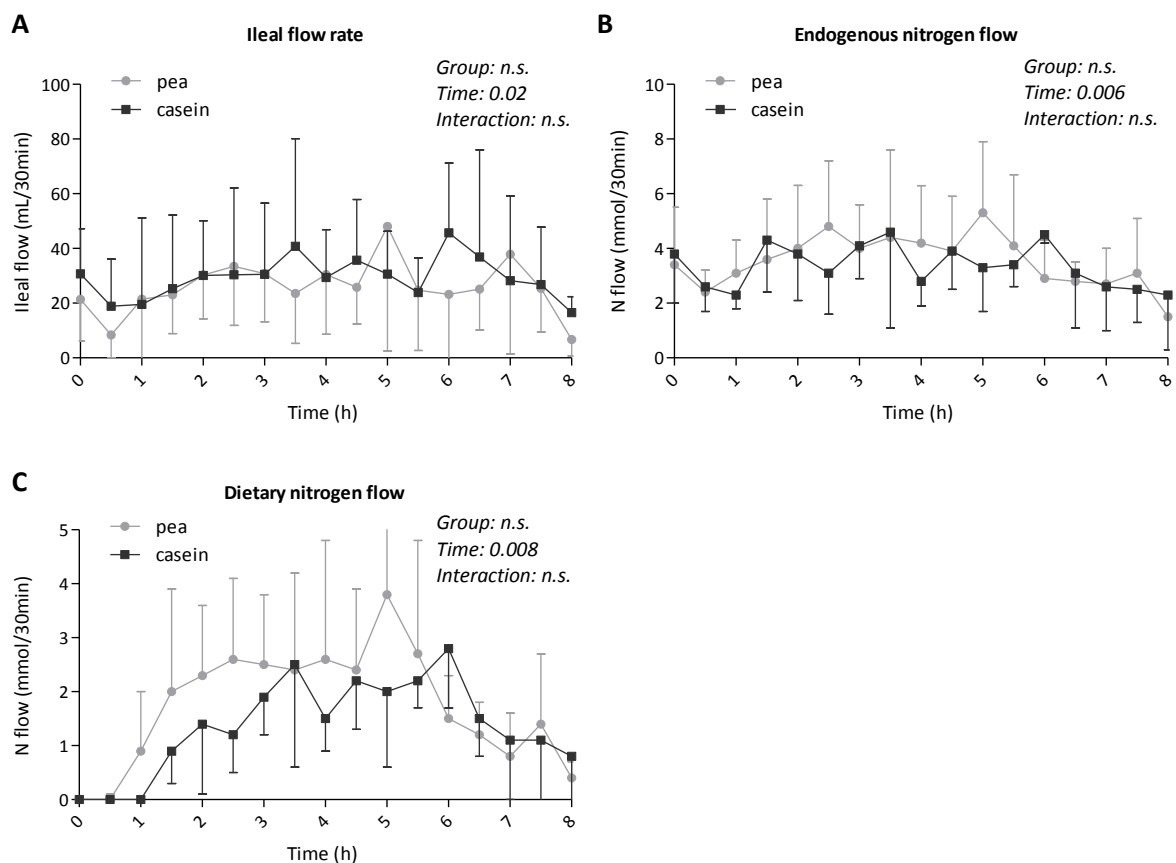 A
Ileal flow rate
Ileal flow (mL/30min)
100
80
60
40
20
0
pea
casein
Group: n.s.
Time: 0.02
Interaction: n.s.
0 1 2 3 4 5 6 7 8
Time (h)
B
Endogenous nitrogen flow
N flow (mmol/30min)
10
8
6
4
2
0
pea
casein
Group: n.s.
Time: 0.006
Interaction: n.s.
0 1 2 3 4 5 6 7 8
Time (h)
C
Dietary nitrogen flow
N flow (mmol/30min)
5
4
3
2
1
0
pea
casein
Group: n.s.
Time: 0.008
Interaction: n.s.
0 1 2 3 4 5 6 7 8
Time (h)